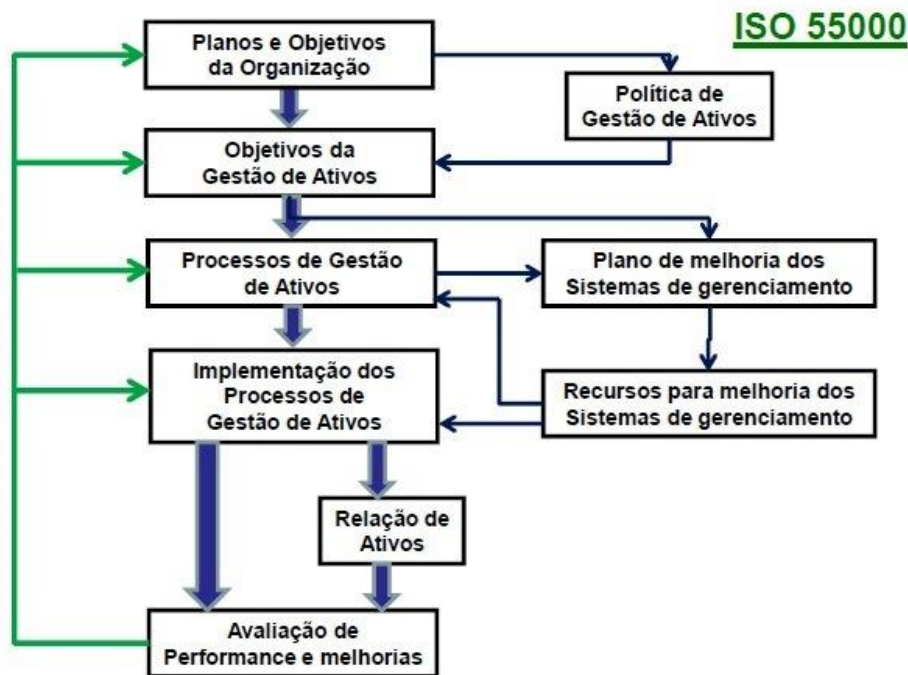 ISO 55000
Planos e Objetivos
da Organização
Política de
Gestão de Ativos
Objetivos da
Gestão de Ativos
Processos de Gestão
de Ativos
Plano de melhoria dos
Sistemas de gerenciamento
Implementação dos
Processos de
Gestão de Ativos
Recursos para melhoria dos
Sistemas de gerenciamento
Relação de
Ativos
Avaliação de
Performance e melhorias